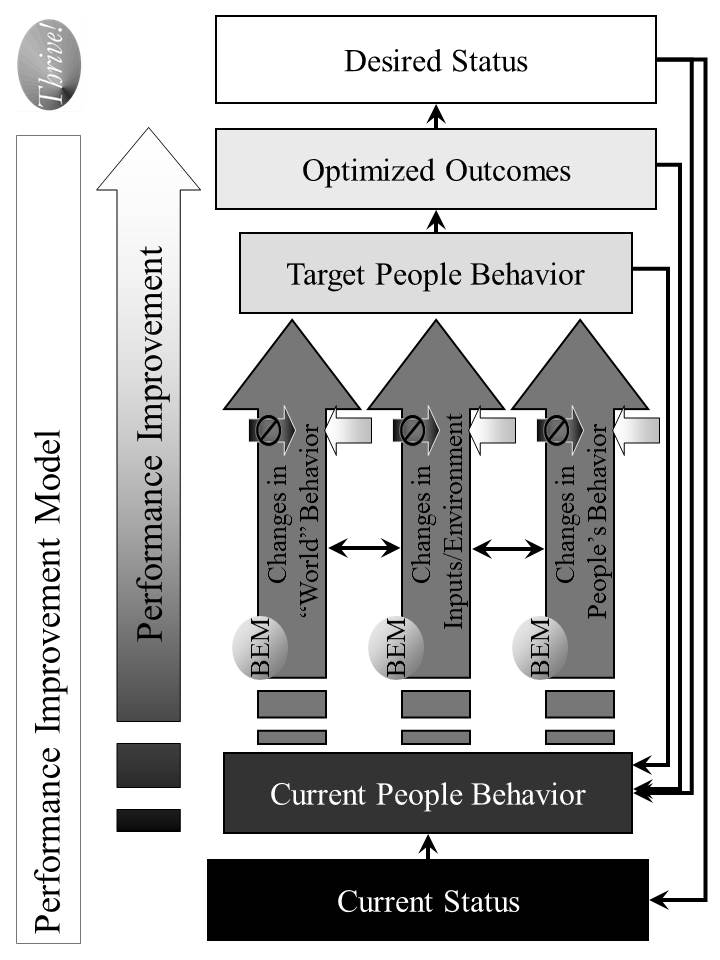 Thrive!
Performance Improvement Model
Performance Improvement
Desired Status
Optimized Outcomes
Target People Behavior
Changes in
“World” Behavior
Changes in
Inputs/Environment
Changes in
People’s Behavior
BEM
BEM
BEM
Current People Behavior
Current Status